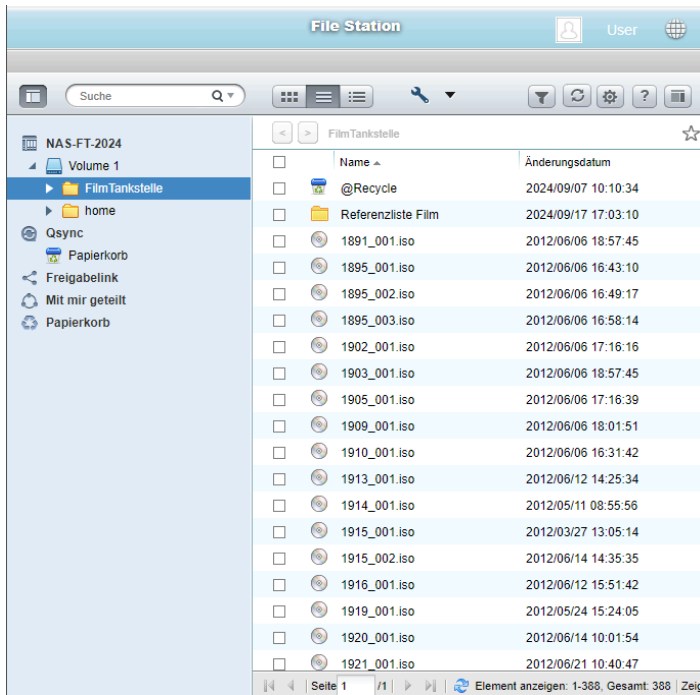 File Station
User
Suche
NAS-FT-2024
Volume 1
FilmTankstelle
home
Qsync
Papierkorb
Freigabelink
Mit mir geteilt
Papierkorb
< > FilmTankstelle
Name Änderungsdatum
@Recycle 2024/09/07 10:10:34
Referenzliste Film 2024/09/17 17:03:10
1891_001.iso 2012/06/06 18:57:45
1895_001.iso 2012/06/06 16:43:10
1895_002.iso 2012/06/06 16:49:17
1895_003.iso 2012/06/06 16:58:14
1902_001.iso 2012/06/06 17:16:16
1903_001.iso 2012/06/06 18:57:45
1905_001.iso 2012/06/06 17:16:39
1909_001.iso 2012/06/06 18:01:51
1910_001.iso 2012/06/06 16:31:42
1913_001.iso 2012/06/12 14:25:34
1914_001.iso 2012/05/11 08:55:56
1915_001.iso 2012/03/27 13:05:14
1915_002.iso 2012/06/14 14:35:35
1916_001.iso 2012/06/12 15:51:42
1919_001.iso 2012/05/24 15:24:05
1920_001.iso 2012/06/14 10:01:54
1921_001.iso 2012/06/21 10:40:47
Seite 1 /1 Element anzeigen: 1-388, Gesamt: 388 Zeig